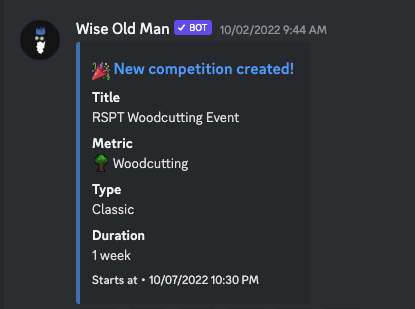 Wise Old Man ✓ BOT 10/02/2022 9:44 AM
New competition created!
Title
RSPT Woodcutting Event
Metric
Woodcutting
Type
Classic
Duration
1 week
Starts at • 10/07/2022 10:30 PM